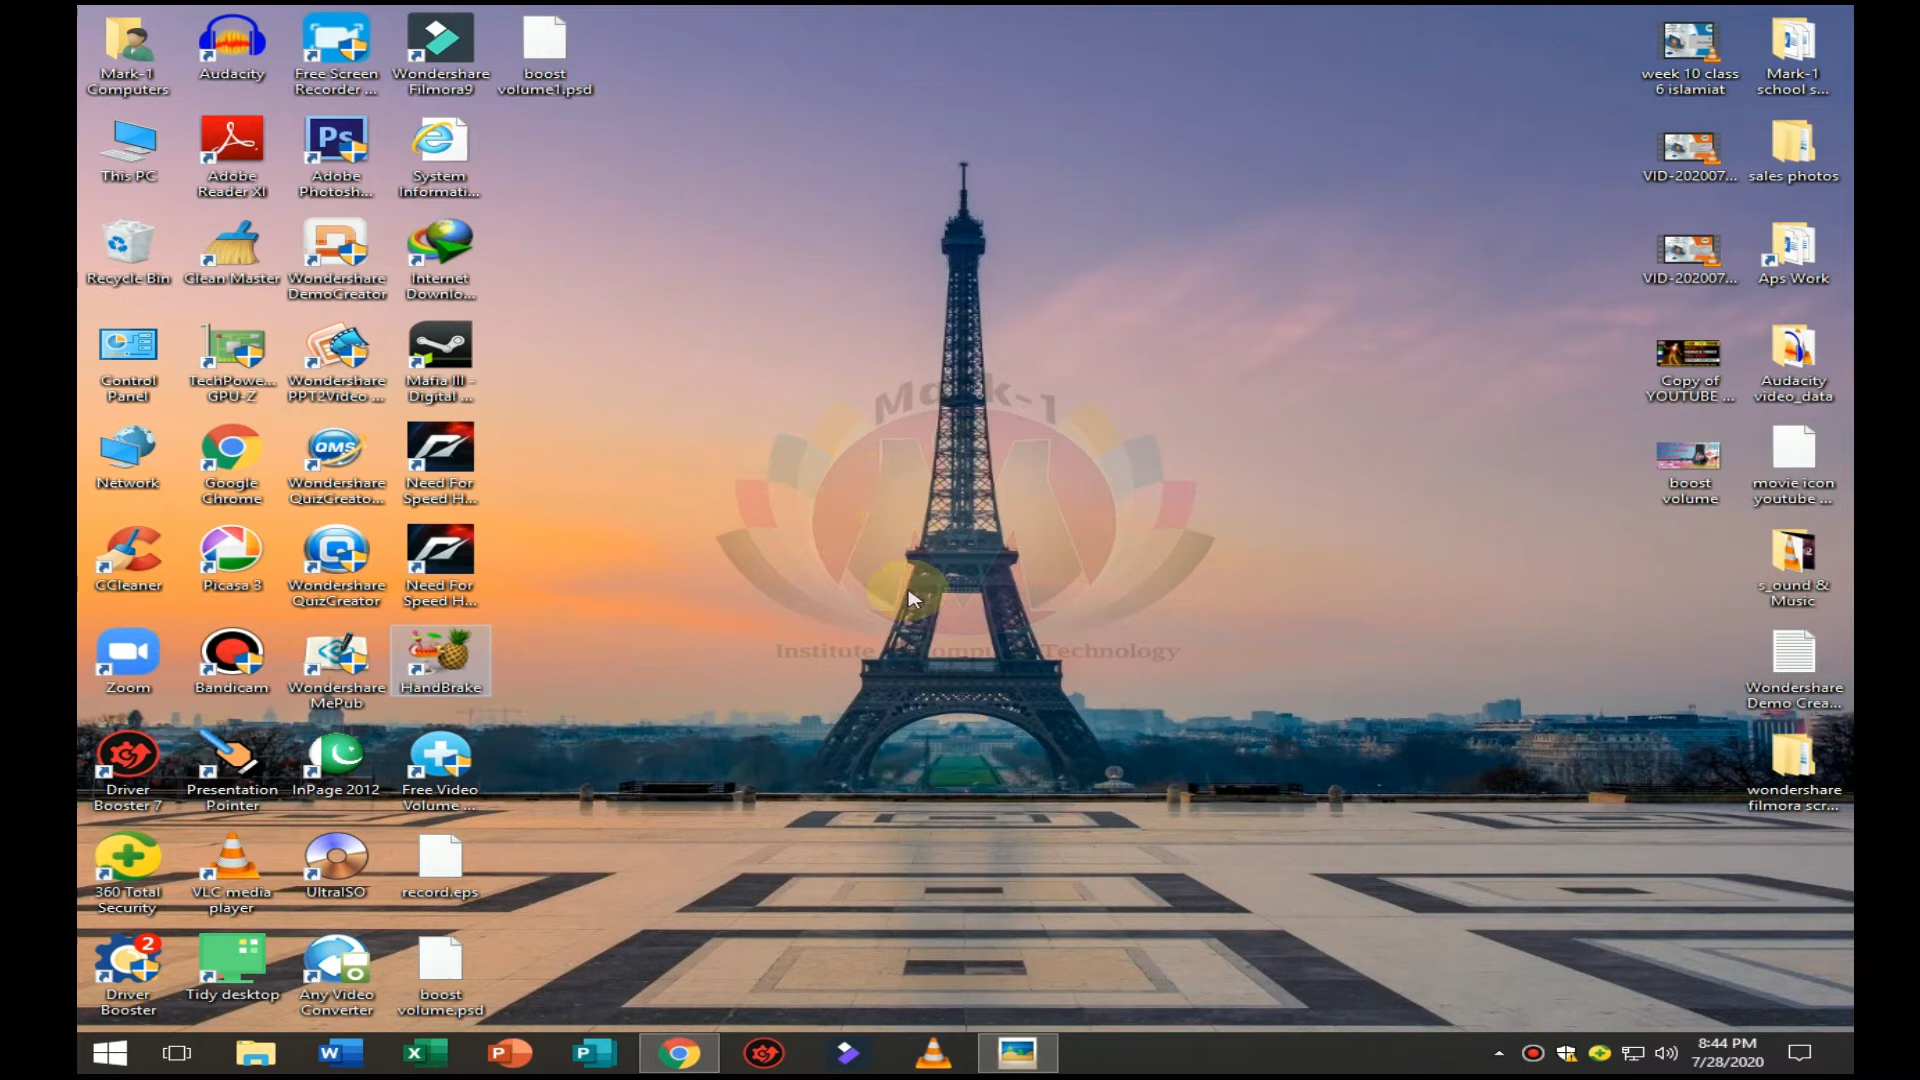 Mark-1
Computers
Audacity
Free Screen
Recorder ...
Wondershare
Filmora9
boost
volume1.psd
week 10 class
6 islamiat
Mark-1
school s...
This PC
Adobe
Reader XI
Ps
Adobe
Photosh...
System
Informati...
VID-202007...
sales photos
Recycle Bin
Clean Master
Wondershare
DemoCreator
Internet
Downlo...
VID-202007...
Aps Work
Control
Panel
TechPowe...
GPU-Z
Wondershare
PPT2Video ...
Mafia III -
Digital ...
Copy of
YOUTUBE ...
Audacity
video_data
Mark-1
Network
Google
Chrome
QMS
Wondershare
QuizCreato...
Need For
Speed H...
boost
volume
movie icon
youtube ...
CCleaner
Picasa 3
Wondershare
QuizCreator
Need For
Speed H...
s_ound &
Music
Institute Technology
Zoom
Bandicam
Wondershare
MePub
HandBrake
Wondershare
Demo Crea...
Driver
Booster 7
Presentation
Pointer
InPage 2012
Free Video
Volume ...
wondershare
filmora scr...
360 Total
Security
VLC media
player
UltraISO
record.eps
2
Driver
Booster
Tidy desktop
Any Video
Converter
boost
volume.psd
W
X
P
P
8:44 PM
7/28/2020